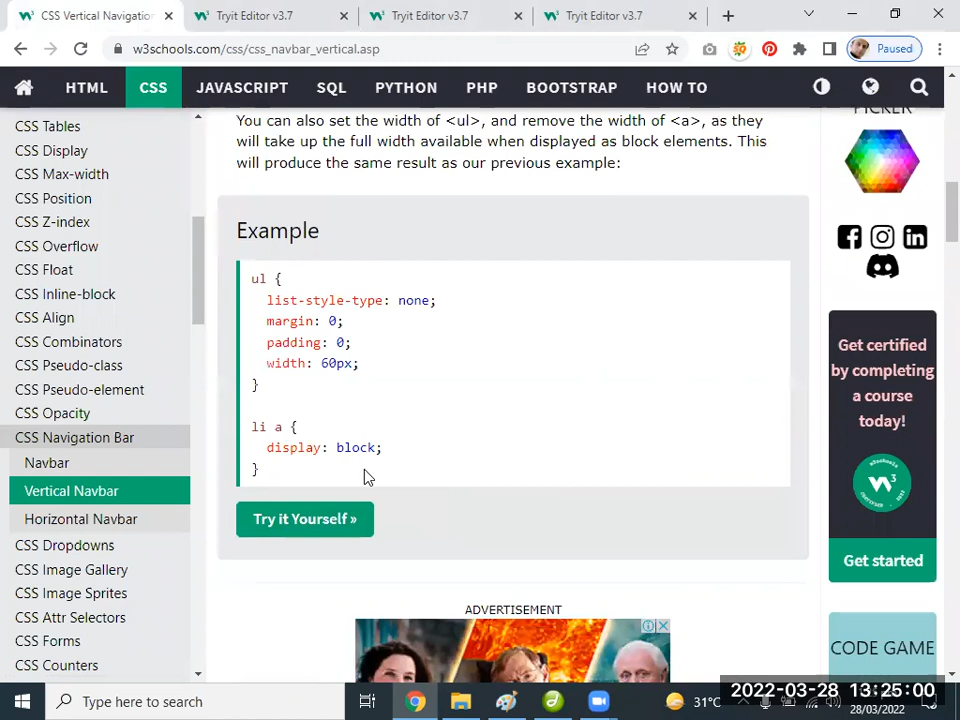 CSS Vertical Navigatio
Tryit Editor v3.7
Tryit Editor v3.7
Tryit Editor v3.7
w3schools.com/css/css_navbar_vertical.asp
Paused
HTML
CSS
JAVASCRIPT
SQL
PYTHON
PHP
BOOTSTRAP
HOW TO
CSS Tables
CSS Display
CSS Max-width
CSS Position
CSS Z-index
CSS Overflow
CSS Float
CSS Inline-block
CSS Align
CSS Combinators
CSS Pseudo-class
CSS Pseudo-element
CSS Opacity
CSS Navigation Bar
Navbar
Vertical Navbar
Horizontal Navbar
CSS Dropdowns
CSS Image Gallery
CSS Image Sprites
CSS Attr Selectors
CSS Forms
CSS Counters
You can also set the width of <ul>, and remove the width of <a>, as they
will take up the full width available when displayed as block elements. This
will produce the same result as our previous example:
Example
ul {
list-style-type: none;
margin: 0;
padding: 0;
width: 60px;
}
li a {
display: block;
}
Try it Yourself »
ADVERTISEMENT
PICKER
Get certified
by completing
a course
today!
Get started
CODE GAME
Type here to search
31°C
2022-03-28 13:25:00
28/03/2022